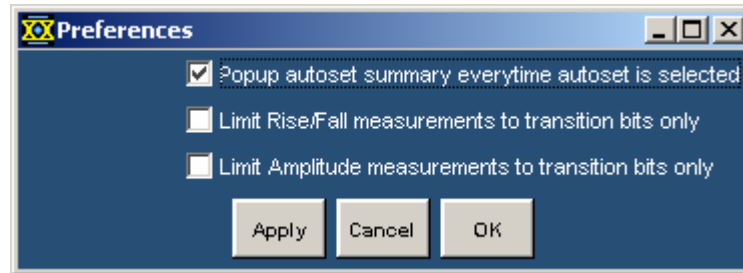 Preferences
Popup autoset summary everytime autoset is selected
Limit Rise/Fall measurements to transition bits only
Limit Amplitude measurements to transition bits only
Apply Cancel OK